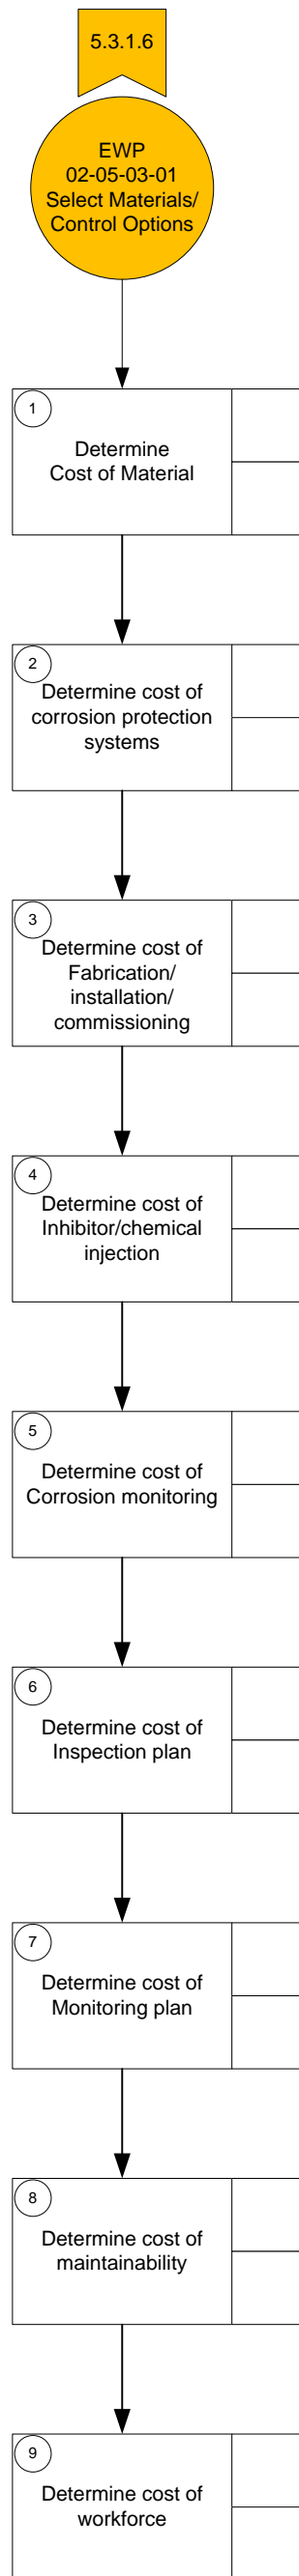 5.3.1.6
EWP
02-05-03-01
Select Materials/
Control Options
1
Determine
Cost of Material
2
Determine cost of
corrosion protection
systems
3
Determine cost of
Fabrication/
installation/
commissioning
4
Determine cost of
Inhibitor/chemical
injection
5
Determine cost of
Corrosion monitoring
6
Determine cost of
Inspection plan
7
Determine cost of
Monitoring plan
8
Determine cost of
maintainability
9
Determine cost of
workforce